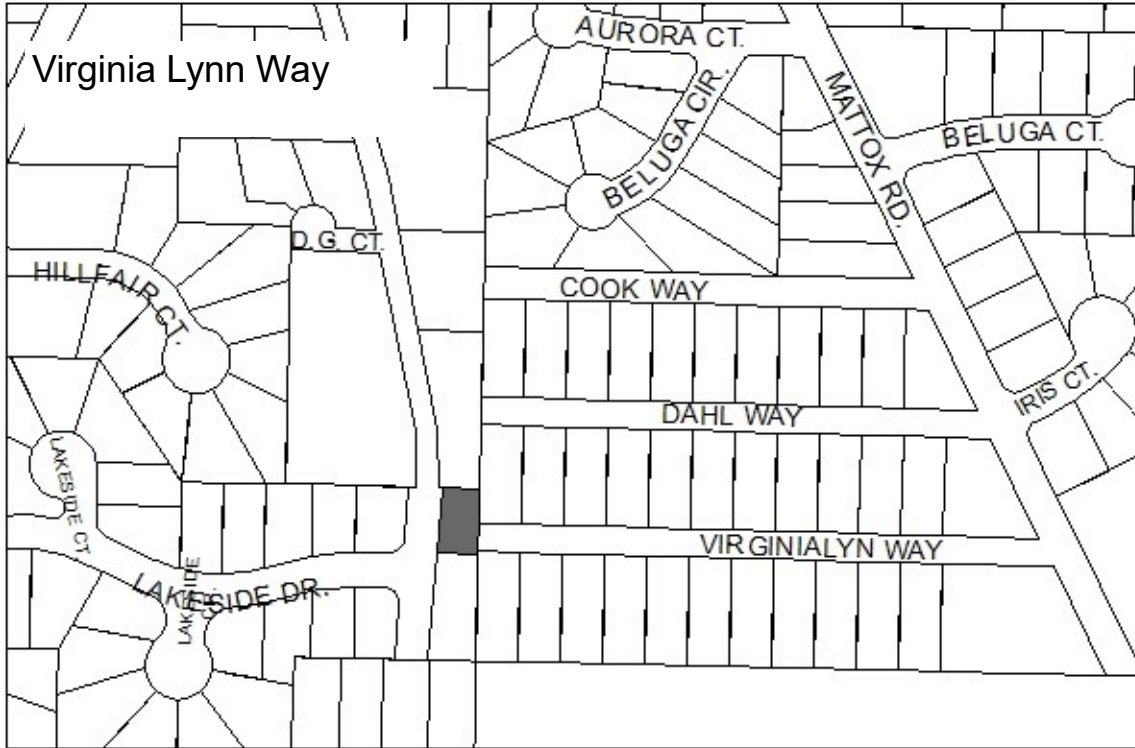 Virginia Lynn Way
AURORA CT.
BELUGA CIR.
MATTOX RD.
BELUGA CT.
D.G. CT.
HILLFAIR CT.
COOK WAY
IRIS CT.
DAHL WAY
LAKESIDE CT
VIRGINIALYN WAY
LAKESIDE DR.
LAKESIDE